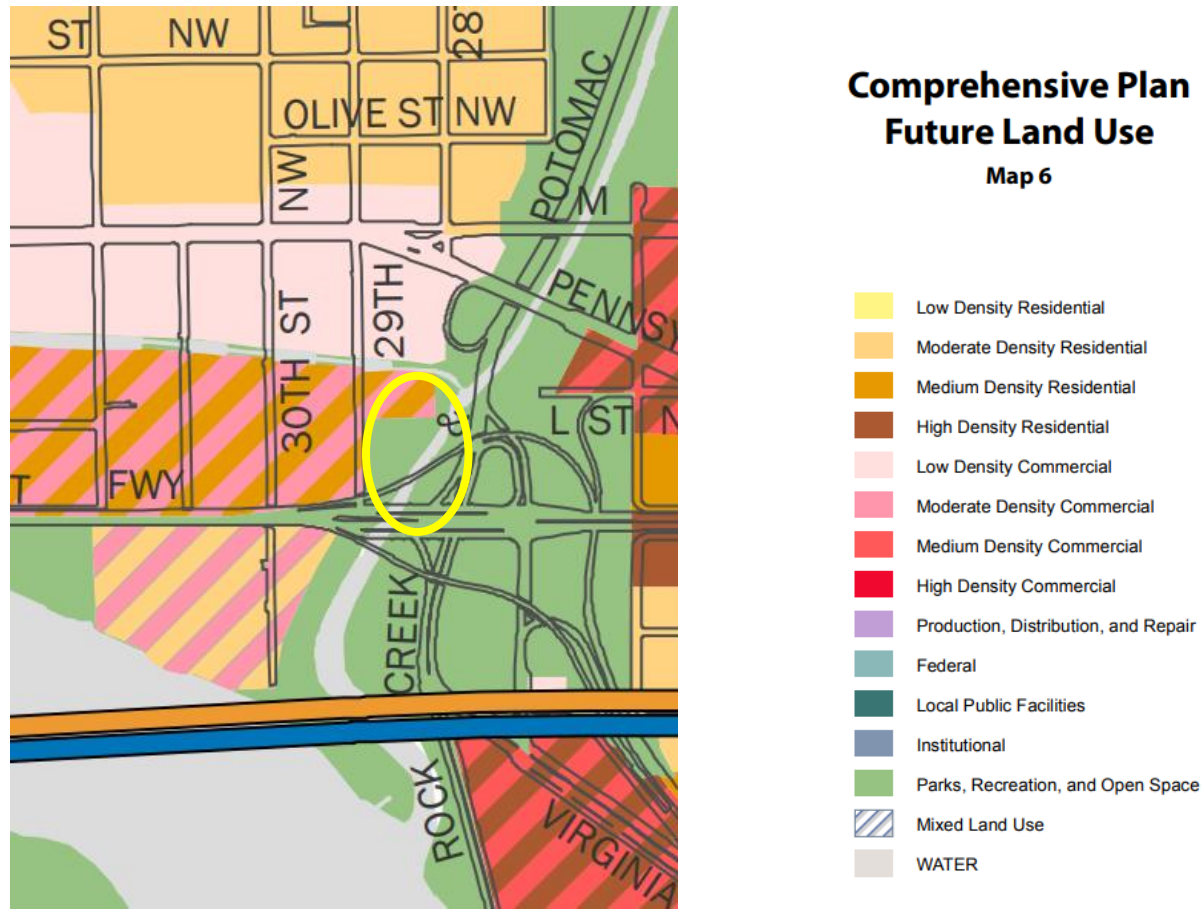 ST NW
28
OLIVE ST NW
NW
POTOMAC
M
PENNSY
29TH
30TH ST
L ST N
T FWY
CREEK
ROCK
VIRGINIA
Comprehensive Plan
Future Land Use
Map 6
Low Density Residential
Moderate Density Residential
Medium Density Residential
High Density Residential
Low Density Commercial
Moderate Density Commercial
Medium Density Commercial
High Density Commercial
Production, Distribution, and Repair
Federal
Local Public Facilities
Institutional
Parks, Recreation, and Open Space
Mixed Land Use
WATER